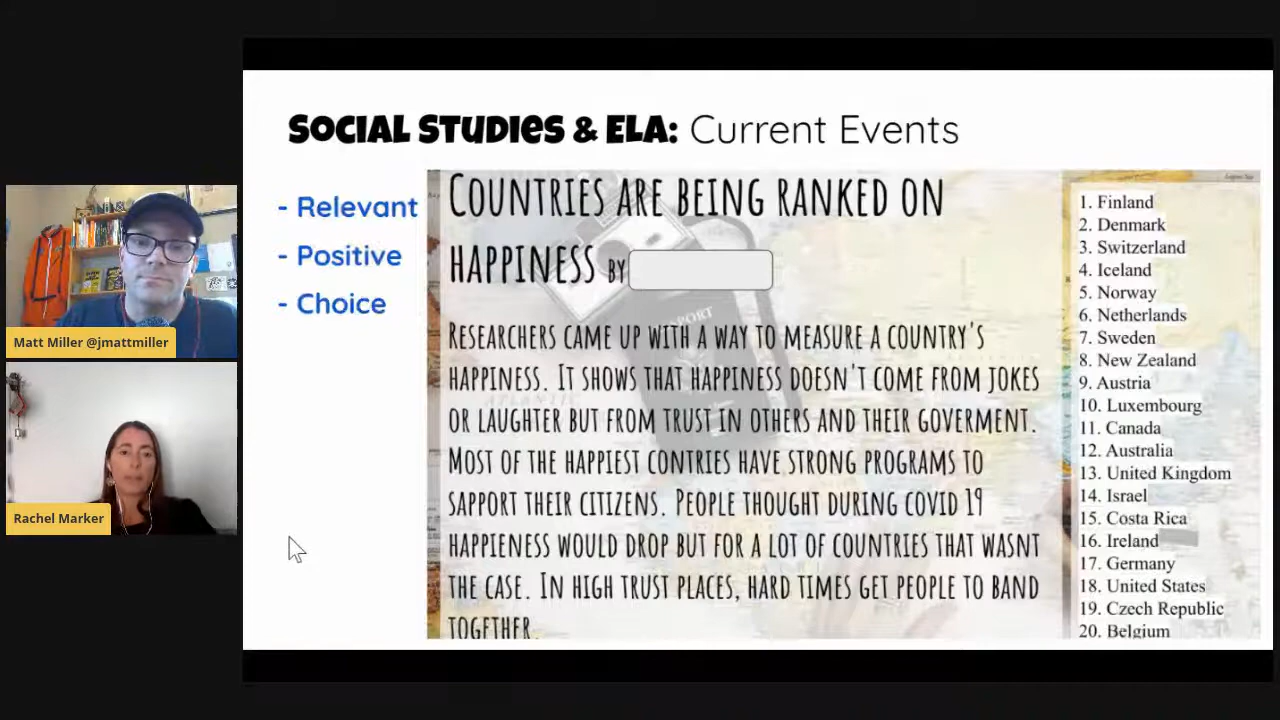 SOCIAL STUDIES & ELA: Current Events
- Relevant
- Positive
- Choice
COUNTRIES ARE BEING RANKED ON
HAPPINESS BY
RESEARCHERS CAME UP WITH A WAY TO MEASURE A COUNTRY'S
HAPPINESS. IT SHOWS THAT HAPPINESS DOESN'T COME FROM JOKES
OR LAUGHTER BUT FROM TRUST IN OTHERS AND THEIR GOVERMENT.
MOST OF THE HAPPIEST CONTRIES HAVE STRONG PROGRAMS TO
SAPPORT THEIR CITIZENS. PEOPLE THOUGHT DURING COVID 19
HAPPIENESS WOULD DROP BUT FOR A LOT OF COUNTRIES THAT WASNT
THE CASE. IN HIGH TRUST PLACES, HARD TIMES GET PEOPLE TO BAND
TOGETHER.
1. Finland
2. Denmark
3. Switzerland
4. Iceland
5. Norway
6. Netherlands
7. Sweden
8. New Zealand
9. Austria
10. Luxembourg
11. Canada
12. Australia
13. United Kingdom
14. Israel
15. Costa Rica
16. Ireland
17. Germany
18. United States
19. Czech Republic
20. Belgium
Matt Miller @jmattmiller
Rachel Marker